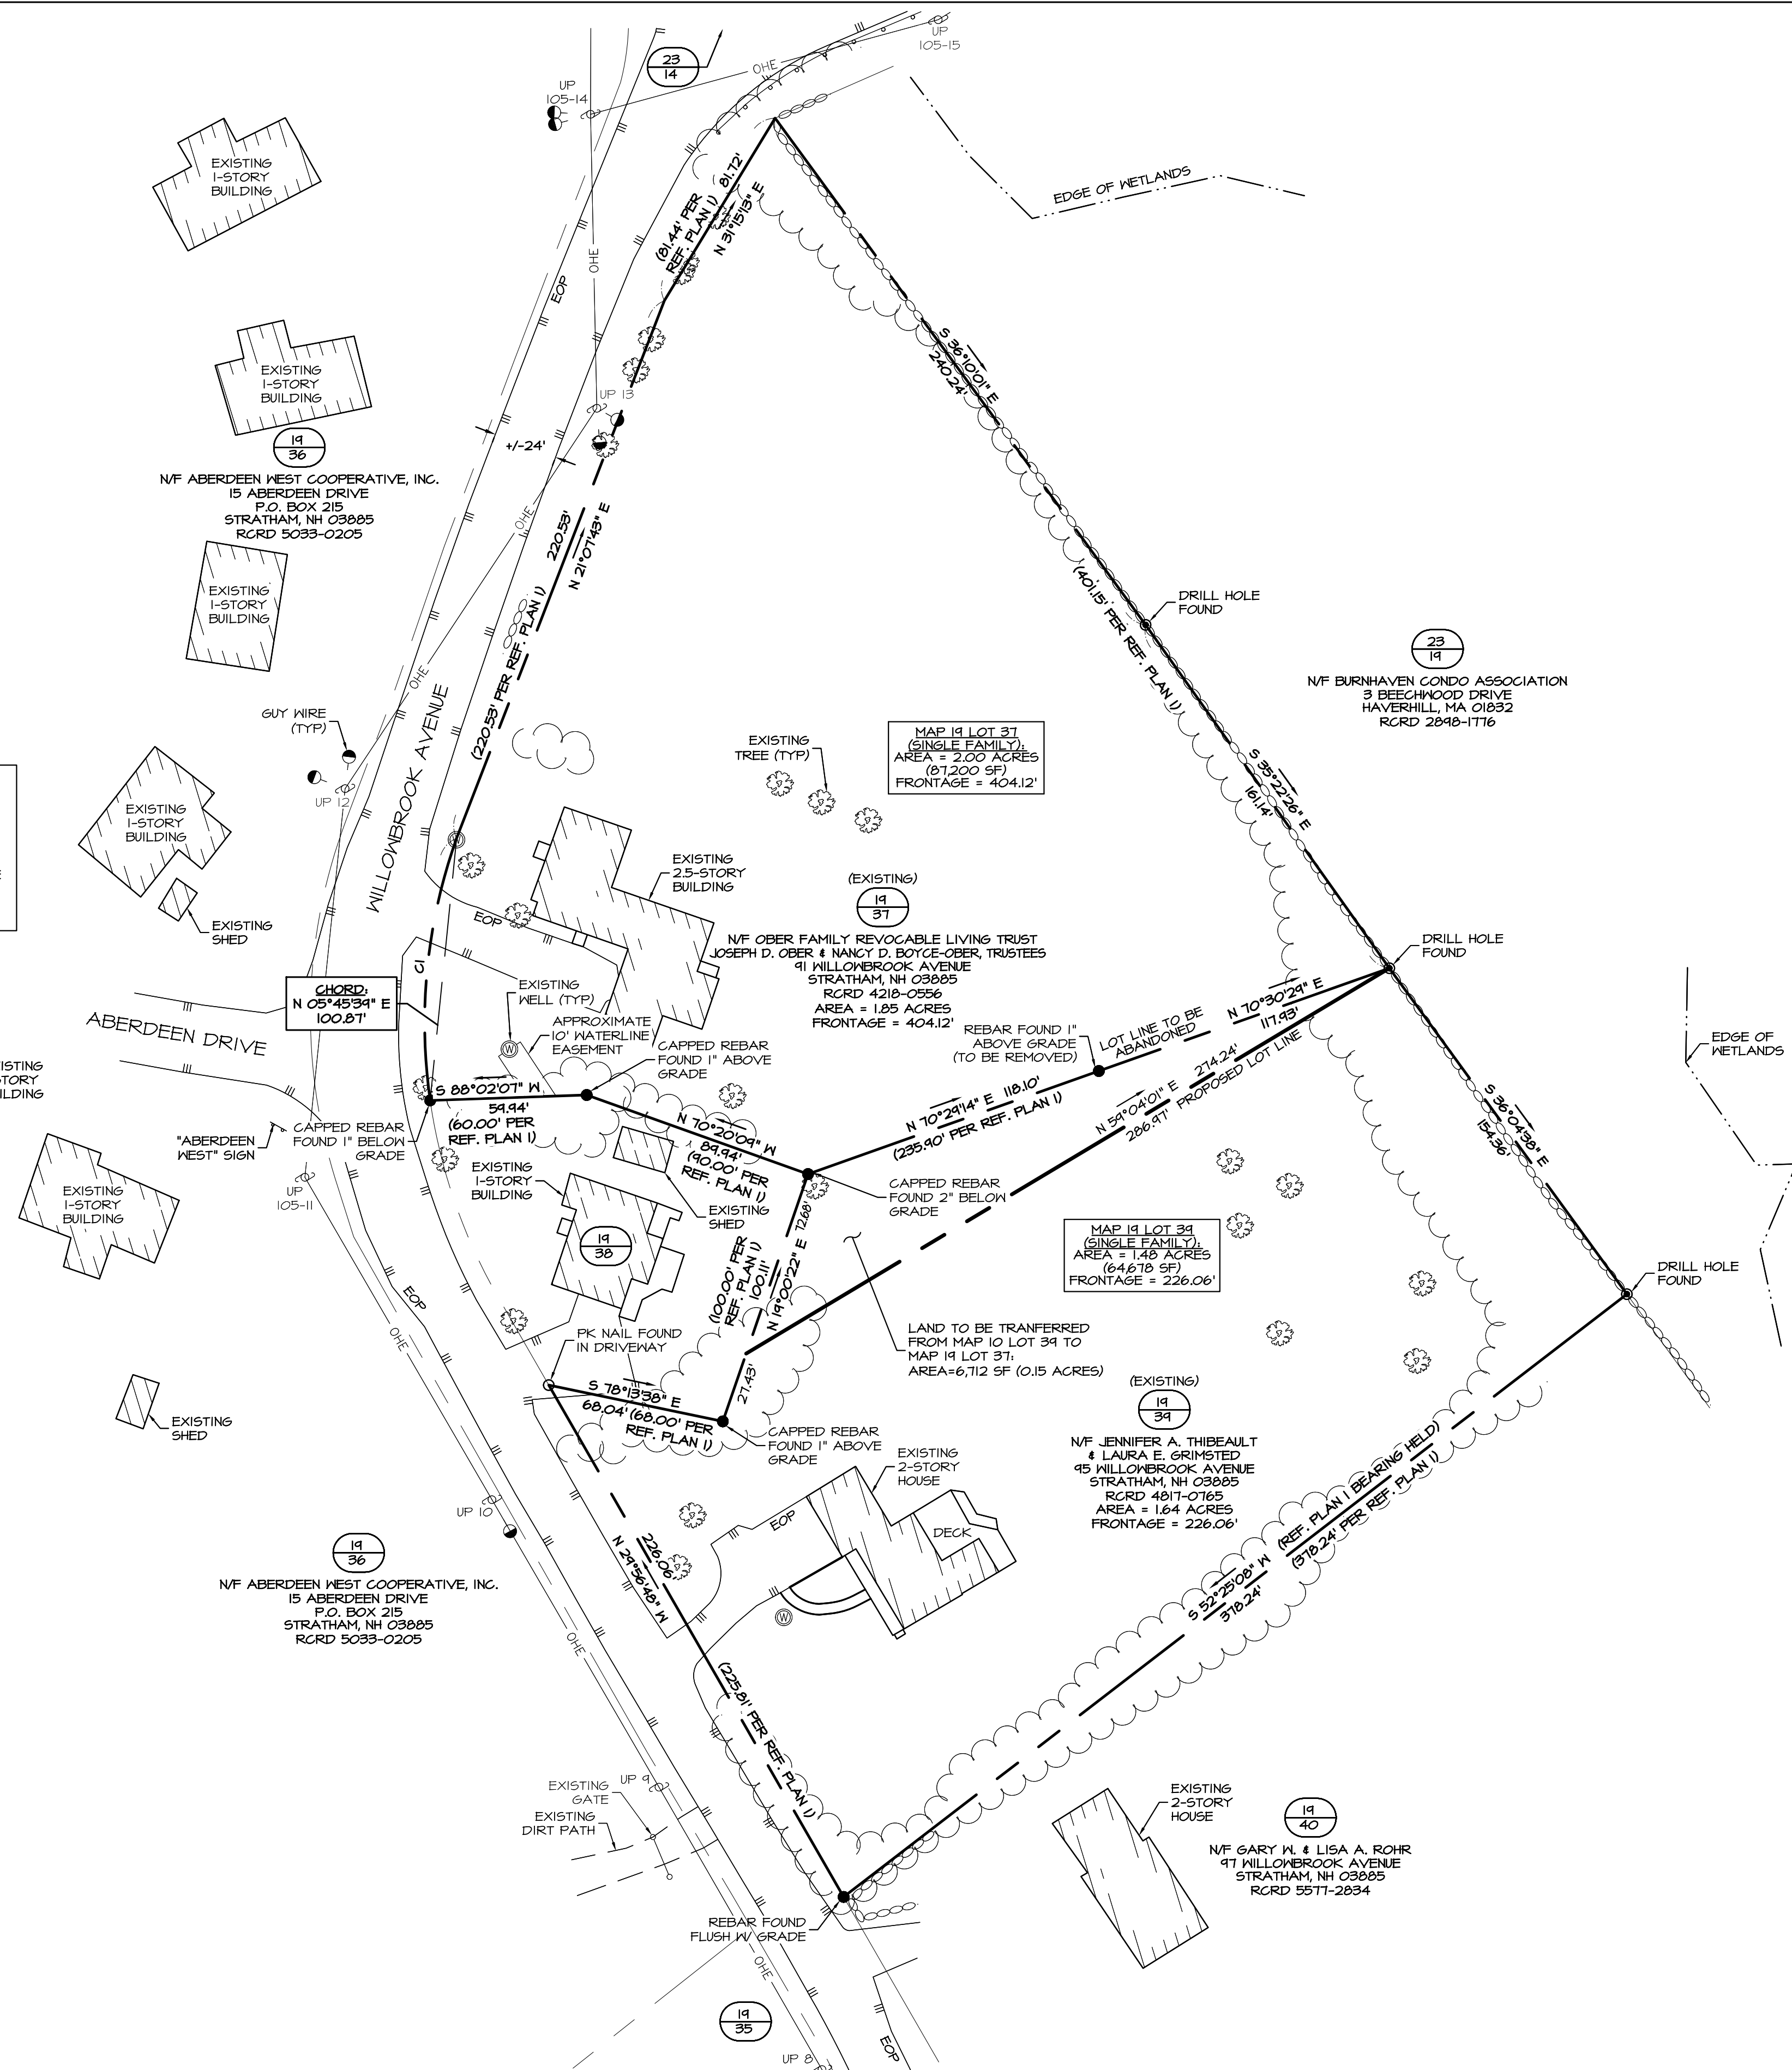 UP
105-15
23
14
OHE
UP
105-14
EXISTING
1-STORY
BUILDING
EDGE OF WETLANDS
(81.44' PER
REF. PLAN 1)
81.72'
N 31°15'13" E
OHE
EOP
EXISTING
1-STORY
BUILDING
S 36°10'01" E
240.24'
UP 13
+/-24'
19
36
N/F ABERDEEN WEST COOPERATIVE, INC.
15 ABERDEEN DRIVE
P.O. BOX 215
STRATHAM, NH 03885
RCRD 5033-0205
OHE
220.53'
N 21°07'43" E
(220.53' PER REF. PLAN 1)
EXISTING
1-STORY
BUILDING
(401.15' PER REF. PLAN 1)
DRILL HOLE
FOUND
23
19
N/F BURNHAVEN CONDO ASSOCIATION
3 BEECHWOOD DRIVE
HAVERHILL, MA 01832
RCRD 2898-1776
OHE
GUY WIRE
(TYP)
WILLOWBROOK AVENUE
UP 12
EXISTING
TREE (TYP)
MAP 19 LOT 37
(SINGLE FAMILY):
AREA = 2.00 ACRES
(87,200 SF)
FRONTAGE = 404.12'
S 35°22'26" E
161.14'
EXISTING
1-STORY
BUILDING
EXISTING
SHED
EXISTING
2.5-STORY
BUILDING
EOP
(EXISTING)
19
37
N/F OBER FAMILY REVOCABLE LIVING TRUST
JOSEPH D. OBER & NANCY D. BOYCE-OBER, TRUSTEES
91 WILLOWBROOK AVENUE
STRATHAM, NH 03885
RCRD 4218-0556
AREA = 1.85 ACRES
FRONTAGE = 404.12'
DRILL HOLE
FOUND
C1
CHORD:
N 05°45'39" E
100.87'
EXISTING
WELL (TYP)
W
APPROXIMATE
10' WATERLINE
EASEMENT
CAPPED REBAR
FOUND 1" ABOVE
GRADE
REBAR FOUND 1"
ABOVE GRADE
(TO BE REMOVED)
LOT LINE TO BE
ABANDONED
N 70°30'29" E
117.93'
274.24'
PROPOSED LOT LINE
N 59°04'01" E
286.97'
EDGE OF
WETLANDS
ABERDEEN DRIVE
S 88°02'07" W
59.94'
(60.00' PER
REF. PLAN 1)
CAPPED REBAR
FOUND 1" BELOW
GRADE
"ABERDEEN
WEST" SIGN
UP
105-11
N 70°20'09" W
89.94'
(90.00' PER
REF. PLAN 1)
N 70°29'14" E 118.10'
(235.90' PER REF. PLAN 1)
S 36°04'38" E
154.36'
EXISTING
1-STORY
BUILDING
EXISTING
1-STORY
BUILDING
EXISTING
SHED
19
38
CAPPED REBAR
FOUND 2" BELOW
GRADE
(100.00' PER
REF. PLAN 1)
100.11'
N 19°00'22" E 72.68'
27.43'
MAP 19 LOT 39
(SINGLE FAMILY):
AREA = 1.48 ACRES
(64,678 SF)
FRONTAGE = 226.06'
DRILL HOLE
FOUND
EOP
OHE
PK NAIL FOUND
IN DRIVEWAY
LAND TO BE TRANFERRED
FROM MAP 10 LOT 39 TO
MAP 19 LOT 37:
AREA=6,712 SF (0.15 ACRES)
S 78°13'38" E
68.04' (68.00' PER
REF. PLAN 1)
CAPPED REBAR
FOUND 1" ABOVE
GRADE
(EXISTING)
19
39
N/F JENNIFER A. THIBEAULT
& LAURA E. GRIMSTED
95 WILLOWBROOK AVENUE
STRATHAM, NH 03885
RCRD 4817-0765
AREA = 1.64 ACRES
FRONTAGE = 226.06'
EXISTING
SHED
EXISTING
2-STORY
HOUSE
EOP
DECK
W
UP 10
226.06'
N 29°56'48" W
(225.81' PER REF. PLAN 1)
S 52°25'08" W (REF. PLAN 1 BEARING HELD)
378.24' (378.24' PER REF. PLAN 1)
19
36
N/F ABERDEEN WEST COOPERATIVE, INC.
15 ABERDEEN DRIVE
P.O. BOX 215
STRATHAM, NH 03885
RCRD 5033-0205
OHE
EXISTING
GATE
UP 9
EXISTING
DIRT PATH
EXISTING
2-STORY
HOUSE
19
40
N/F GARY W. & LISA A. ROHR
97 WILLOWBROOK AVENUE
STRATHAM, NH 03885
RCRD 5577-2834
REBAR FOUND
FLUSH W/ GRADE
OHE
19
35
EOP
UP 8